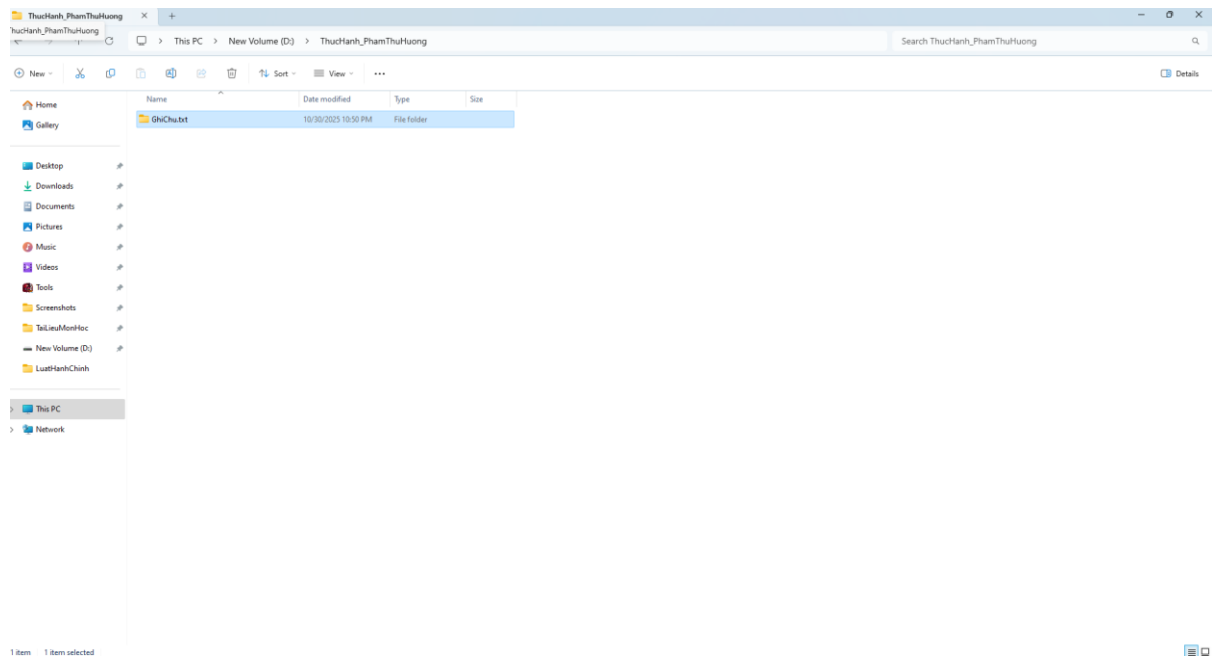 ThucHanh_PhamThuHuong
ThucHanh_PhamThuHuong
This PC > New Volume (D:) > ThucHanh_PhamThuHuong
Search ThucHanh_PhamThuHuong
New
Sort
View
Details
Name Date modified Type Size
GhiChu.txt 10/30/2025 10:50 PM File folder
Home
Gallery
Desktop
Downloads
Documents
Pictures
Music
Videos
Tools
Screenshots
TaiLieuMonHoc
New Volume (D:)
LuatHanhChinh
This PC
Network
1 item 1 item selected